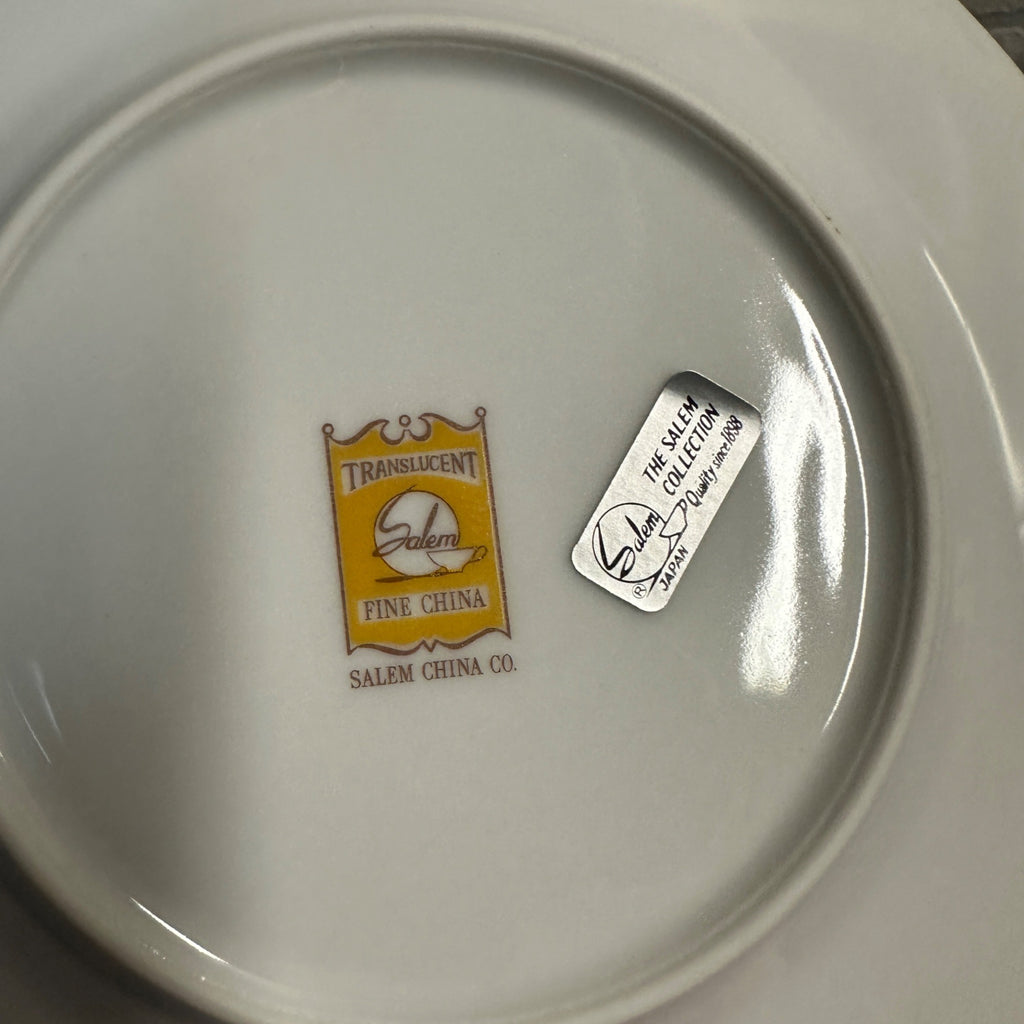 TRANSLUCENT
Salem
FINE CHINA
SALEM CHINA CO.
THE SALEM
COLLECTION
Quality since 1898
Salem
® JAPAN